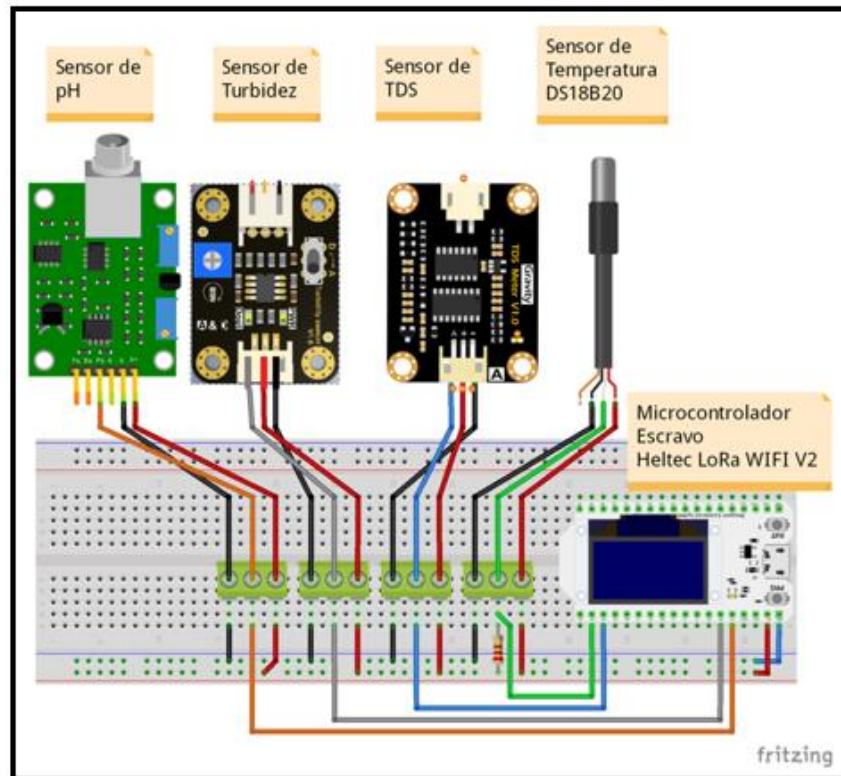 Sensor de
pH
Sensor de
Turbidez
Sensor de
TDS
Sensor de
Temperatura
DS18B20
TDS Meter V1.0
Gravity
A
Microcontrolador
Escravo
Heltec LoRa WIFI V2
PRG
fritzing